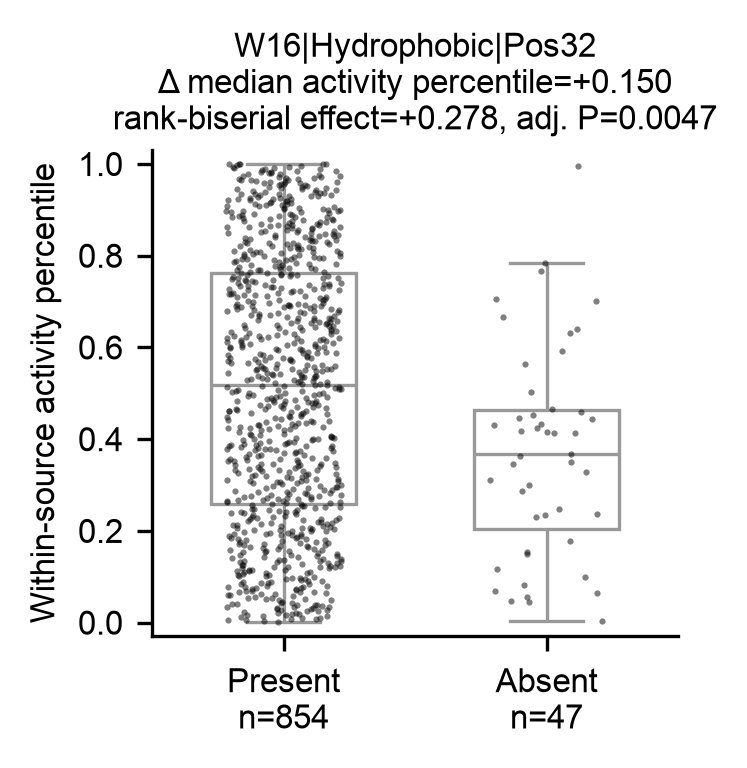 W16|Hydrophobic|Pos32
Δ median activity percentile=+0.150
rank-biserial effect=+0.278, adj. P=0.0047
Within-source activity percentile
1.0
0.8
0.6
0.4
0.2
0.0
Present
n=854
Absent
n=47